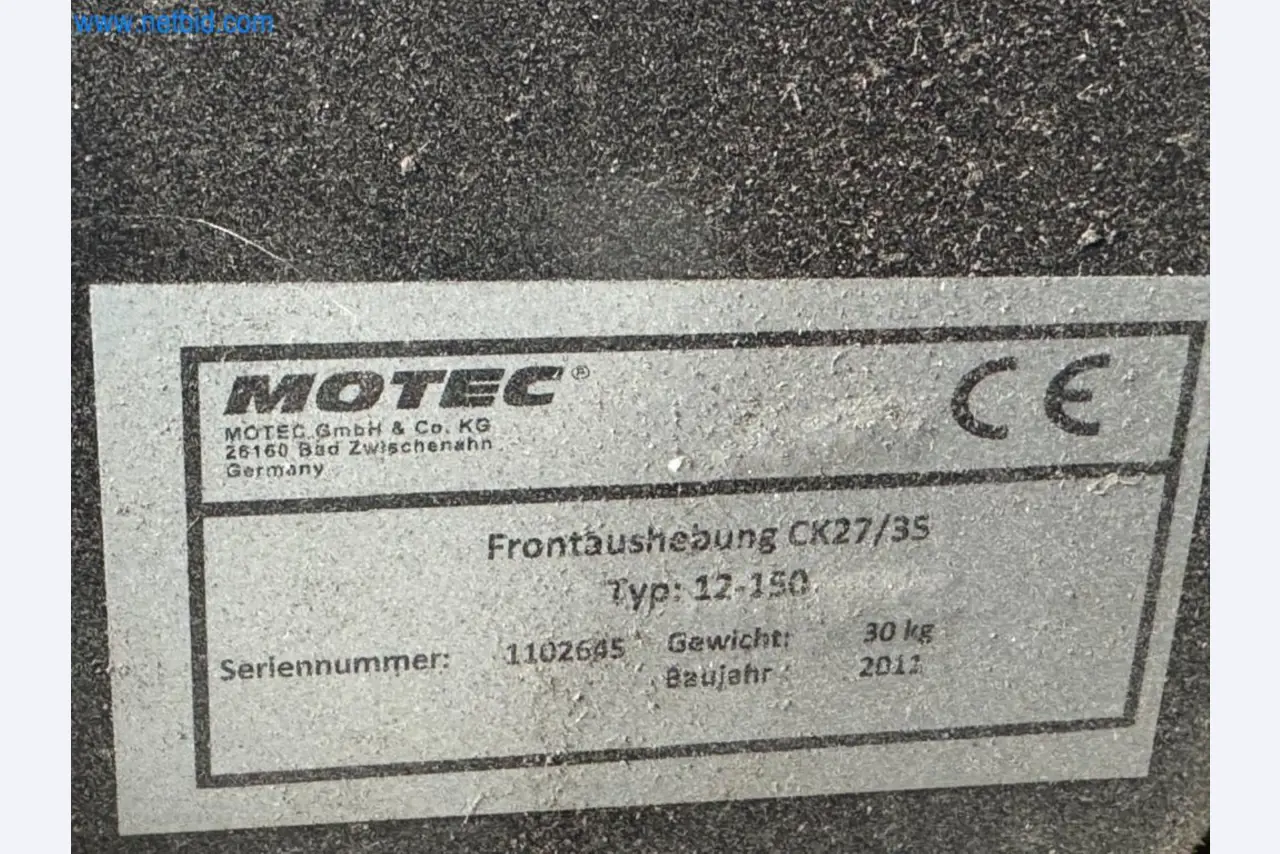 www.netbid.com
MOTEC®
CE
MOTEC GmbH & Co. KG
26160 Bad Zwischenahn
Germany
Frontaushebung CK27/35
Typ: 12-150
Seriennummer: 1102645 Gewicht: 30 kg
Baujahr : 2011